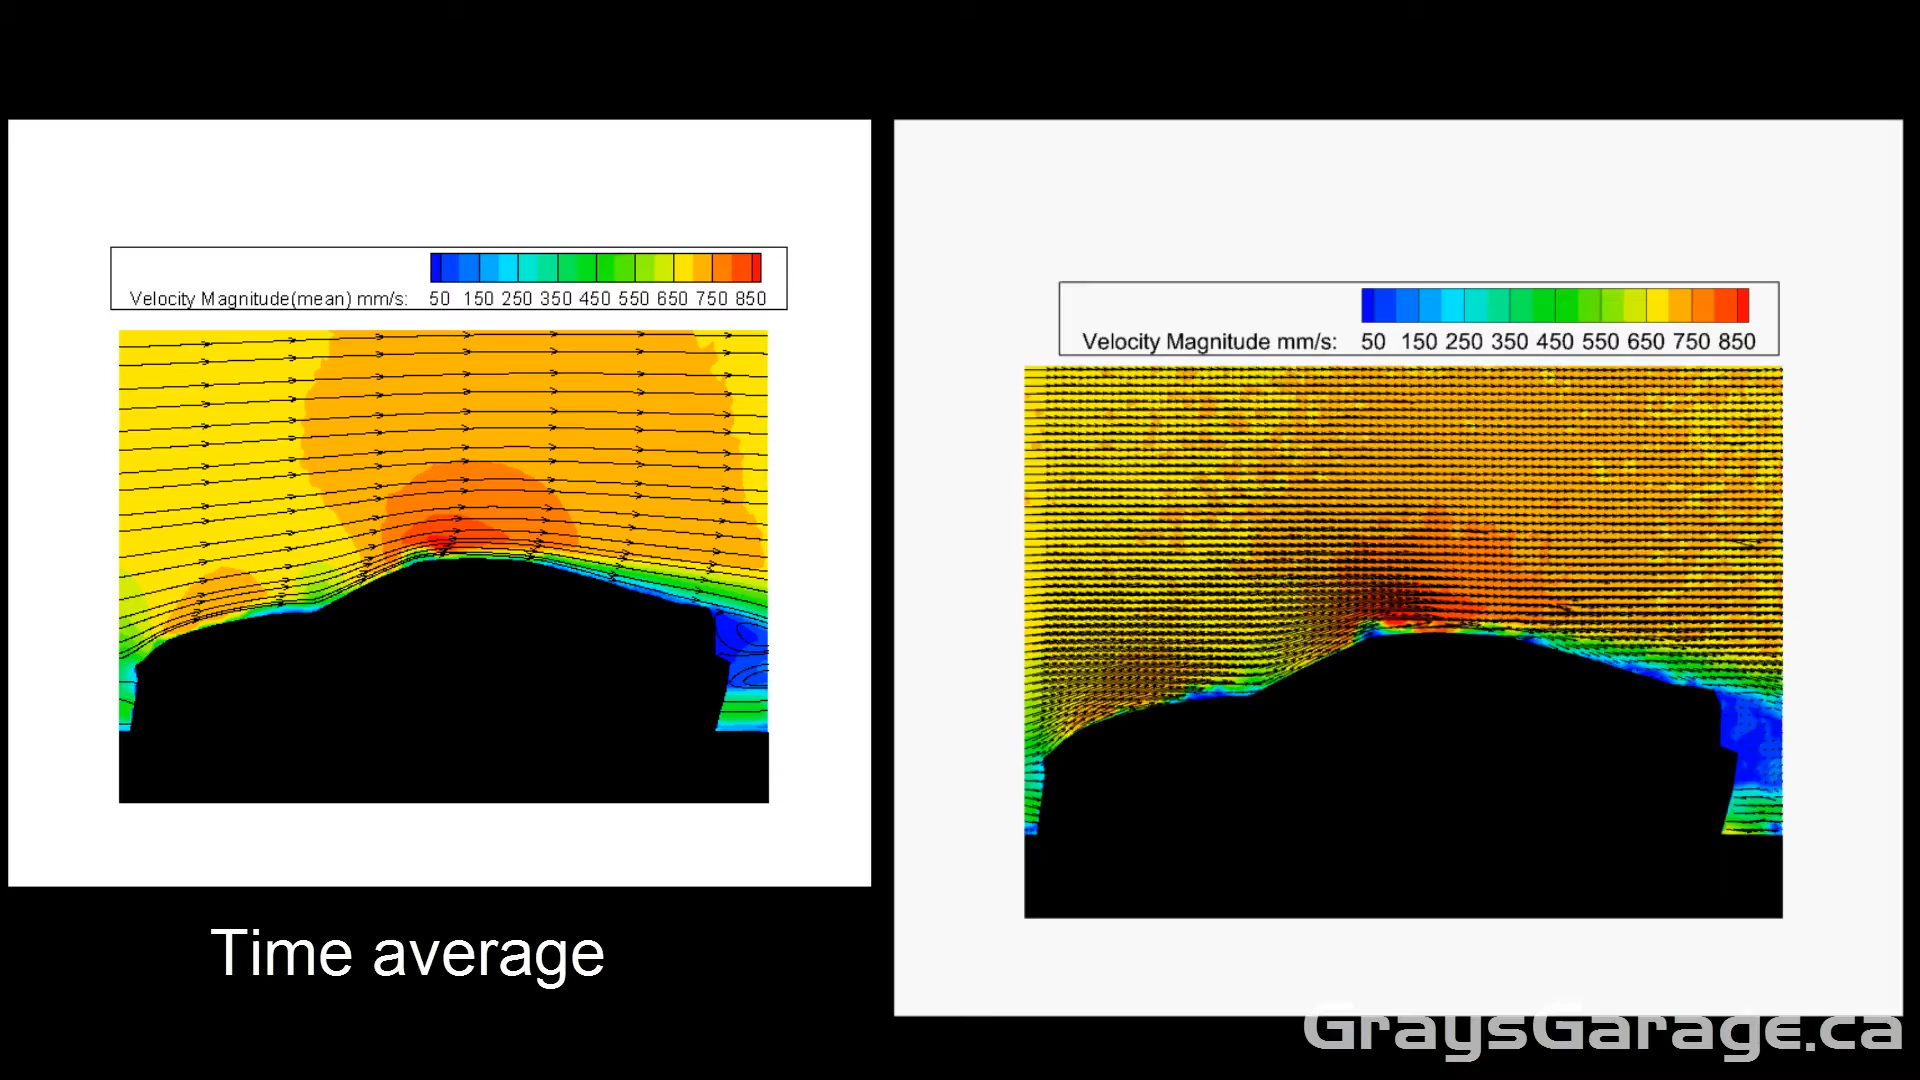 Velocity Magnitude(mean) mm/s: 50 150 250 350 450 550 650 750 850
Velocity Magnitude mm/s: 50 150 250 350 450 550 650 750 850
Time average
GraysGarage.ca